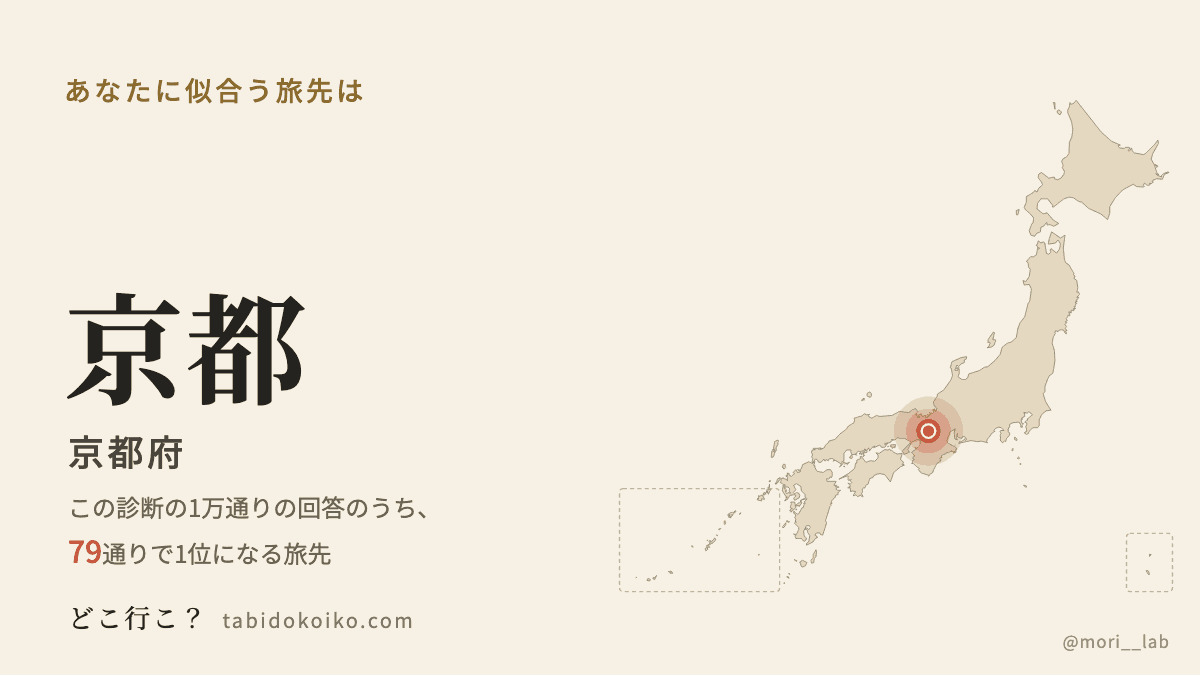 あなたに似合う旅先は
京都
京都府
この診断の1万通りの回答のうち、
79通りで1位になる旅先
どこ行こ？ tabidokoiko.com
@mori__lab